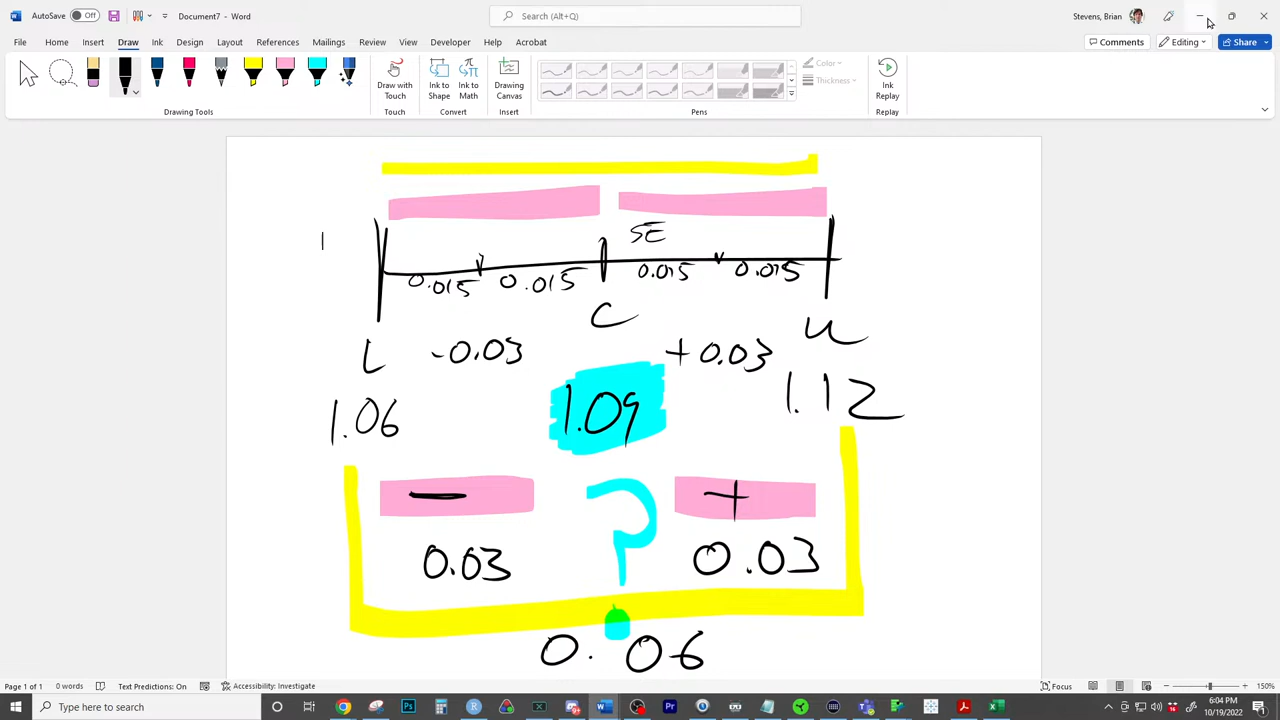 AutoSave Off Document7 - Word Search (Alt+Q) Stevens, Brian
File Home Insert Draw Ink Design Layout References Mailings Review View Developer Help Acrobat Comments Editing Share
Draw with Touch Ink to Shape Ink to Math Drawing Canvas Color Thickness Ink Replay
Drawing Tools Touch Convert Insert Pens Replay
SE
0.015 0.015 0.015 0.015
C
L -0.03 +0.03 U
1.06 1.09 1.12
− ? +
0.03 0.03
0.06
Page 1 of 1 0 words Text Predictions: On Accessibility: Investigate Focus 150%
Type here to search 6:04 PM
10/19/2022